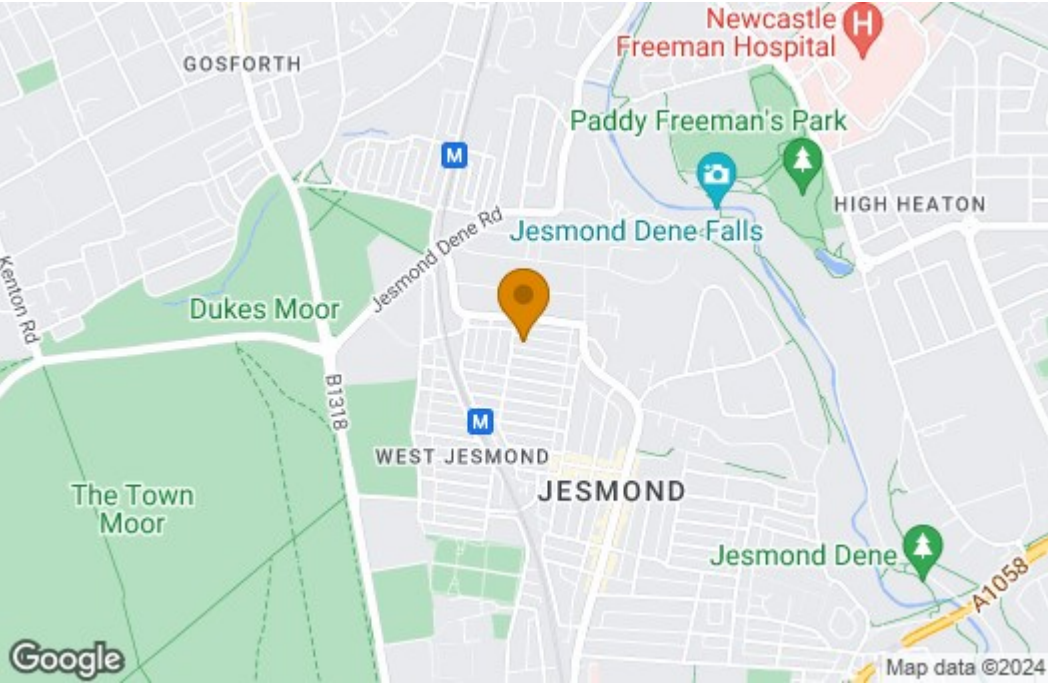 Newcastle
Freeman Hospital
H
GOSFORTH
Paddy Freeman's Park
M
HIGH HEATON
Jesmond Dene Rd
Jesmond Dene Falls
Kenton Rd
Dukes Moor
B1318
M
WEST JESMOND
JESMOND
The Town
Moor
Jesmond Dene
A1058
Google
Map data ©2024